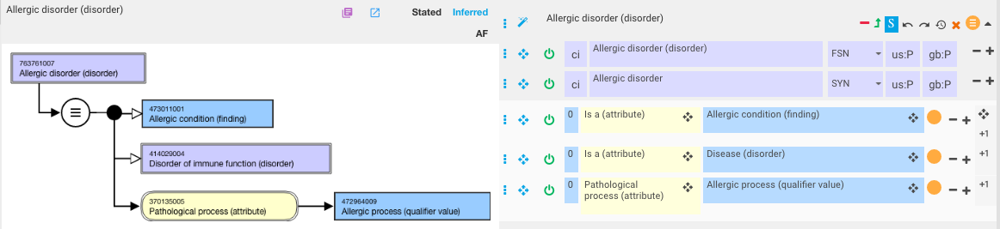 Allergic disorder (disorder)
Stated Inferred
AF
763761007
Allergic disorder (disorder)
473011001
Allergic condition (finding)
414029004
Disorder of immune function (disorder)
370135005
Pathological process (attribute)
472964009
Allergic process (qualifier value)
Allergic disorder (disorder)
S
ci Allergic disorder (disorder) FSN us:P gb:P
ci Allergic disorder SYN us:P gb:P
0 Is a (attribute) Allergic condition (finding)
+1
0 Is a (attribute) Disease (disorder) +1
0 Pathological Allergic process (qualifier value) +1
process (attribute)